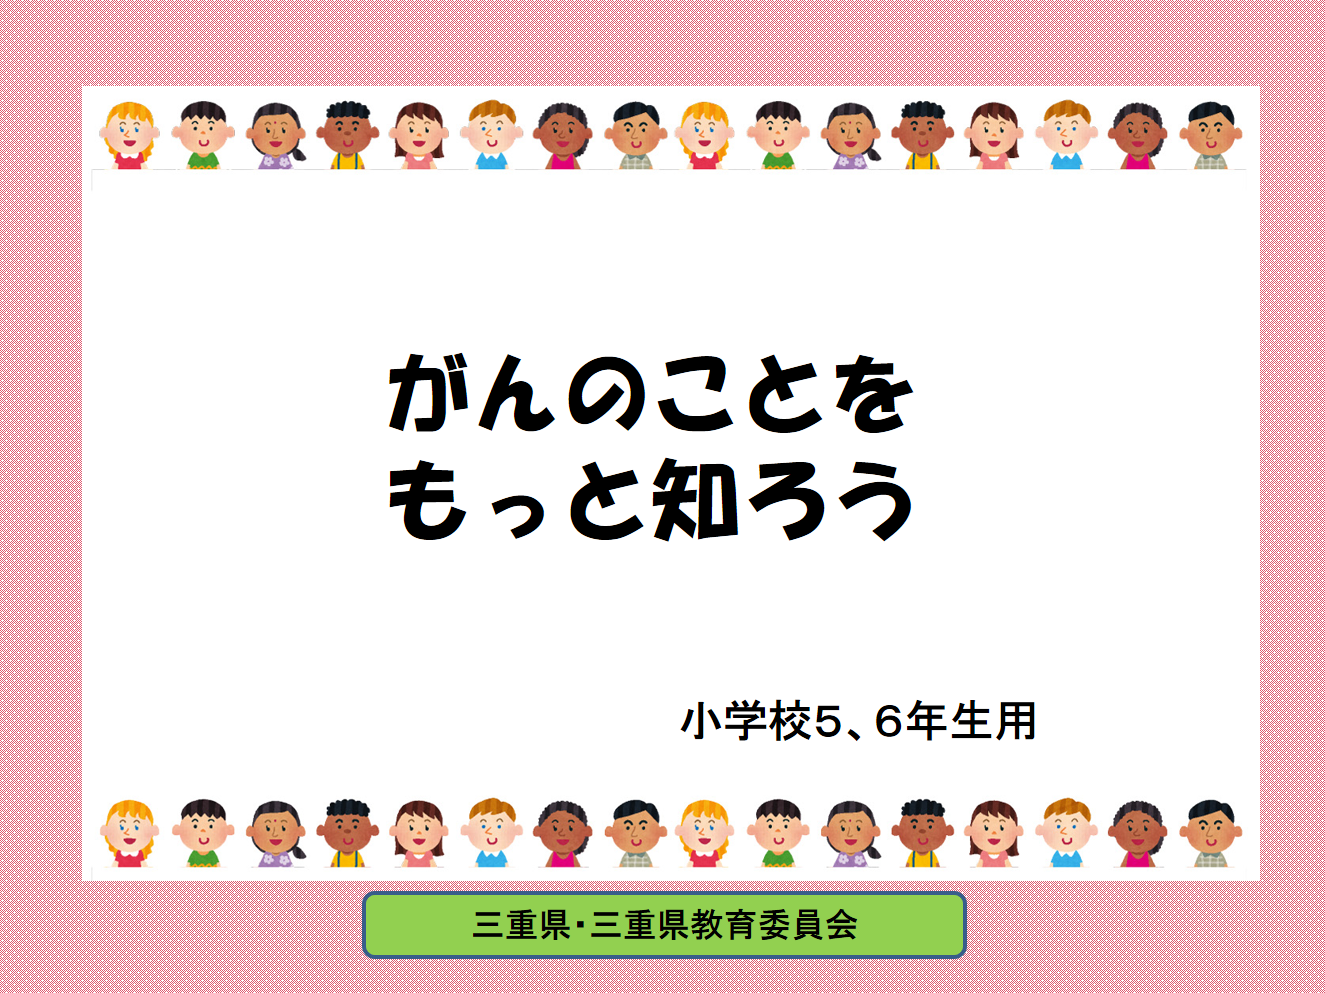 がんのことを
もっと知ろう
小学校５、６年生用
三重県・三重県教育委員会